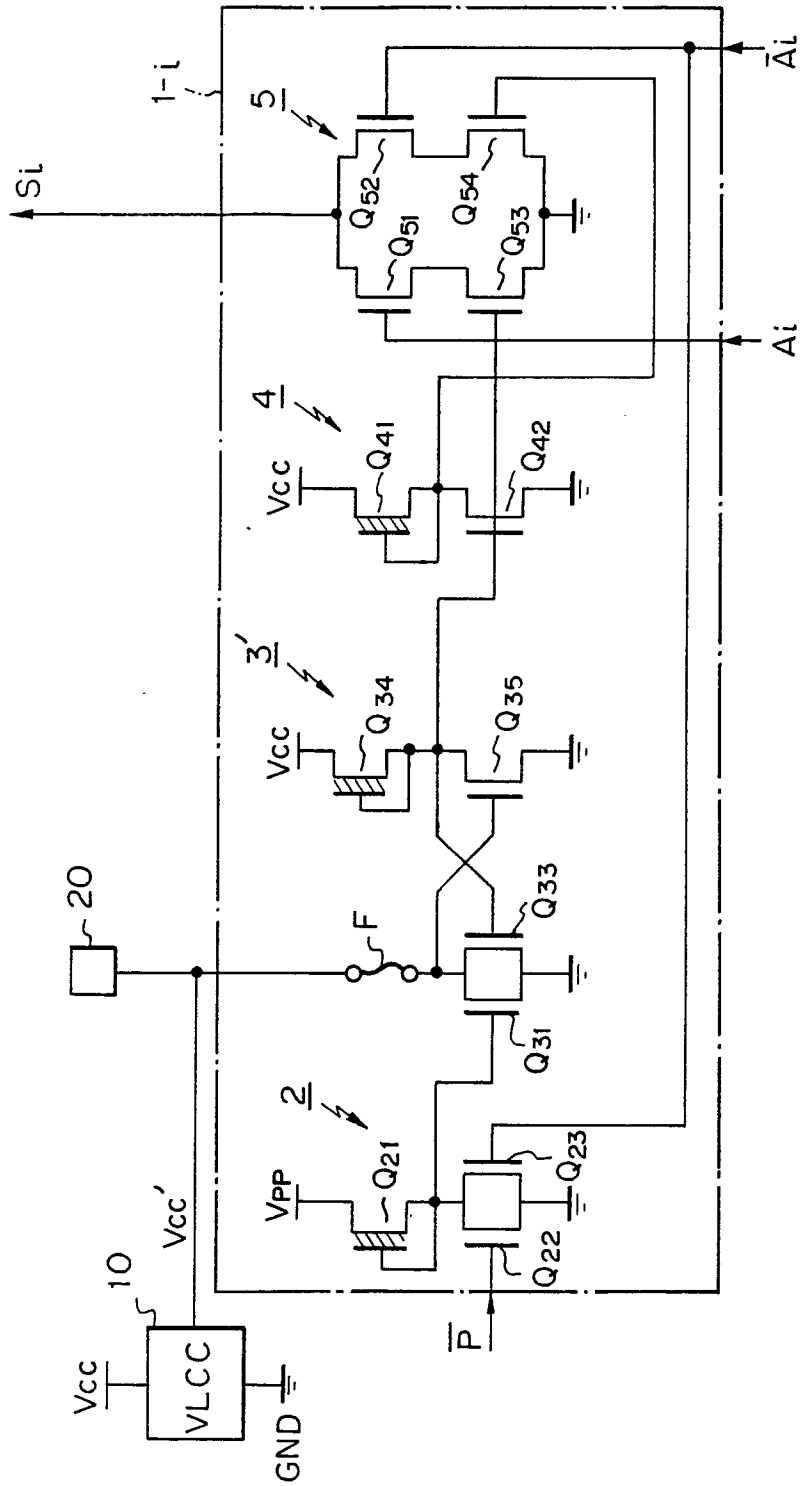 Vcc
10
VLCC
GND
Vcc'
20
F
1-i
Si
2
VPP
Q21
Q22
Q23
P̅
Q31
Q33
3'
Vcc
Q34
Q35
4
Vcc
Q41
Q42
5
Q51
Q52
Q53
Q54
Ai
A̅i